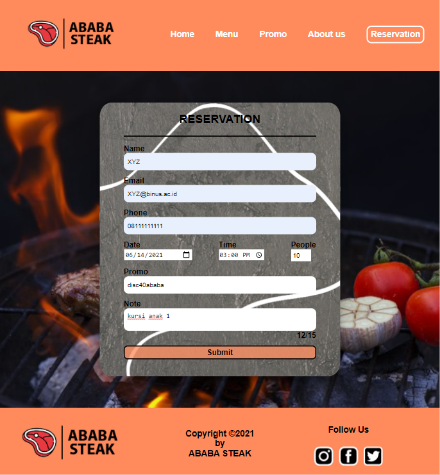 ABABA
STEAK
Home Menu Promo About us Reservation
RESERVATION
Name
XYZ
Email
XYZ@binus.ac.id
Phone
08111111111
Date Time People
06/14/2021 03:00 PM 10
Promo
disc40ababa
Note
kursi anak 1
12/15
Submit
ABABA
STEAK
Copyright ©2021
by
ABABA STEAK
Follow Us